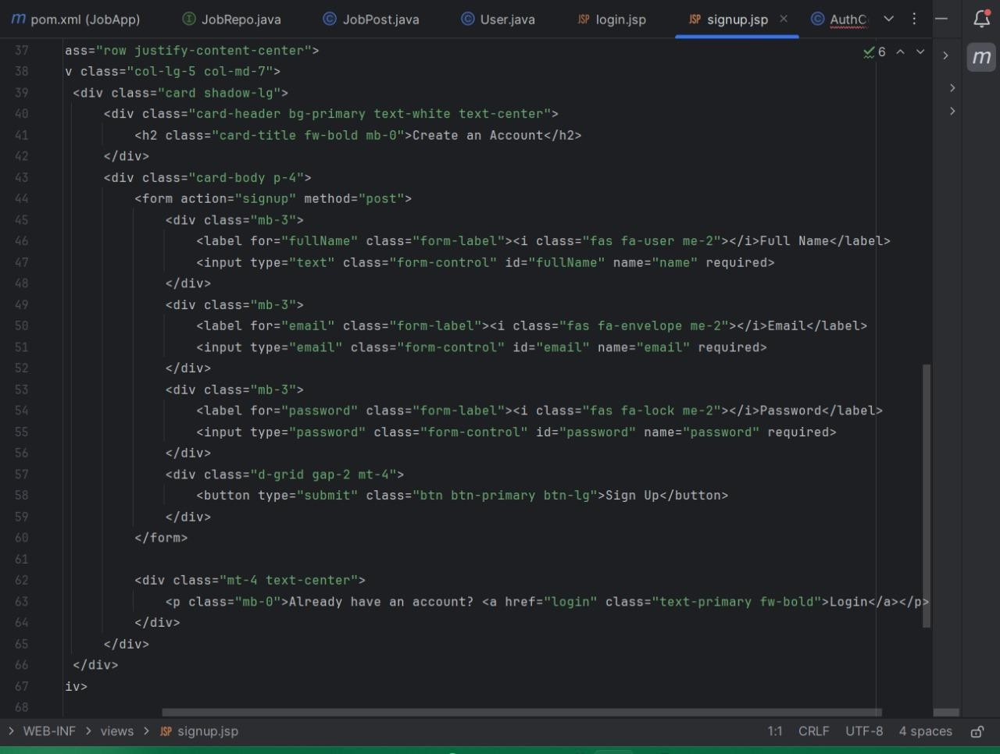 m pom.xml (JobApp) I JobRepo.java C JobPost.java C User.java JSP login.jsp JSP signup.jsp × C AuthC
37 ass="row justify-content-center"> 6
38 v class="col-lg-5 col-md-7"> m
39 <div class="card shadow-lg">
40 <div class="card-header bg-primary text-white text-center">
41 <h2 class="card-title fw-bold mb-0">Create an Account</h2>
42 </div>
43 <div class="card-body p-4">
44 <form action="signup" method="post">
45 <div class="mb-3">
46 <label for="fullName" class="form-label"><i class="fas fa-user me-2"></i>Full Name</label>
47 <input type="text" class="form-control" id="fullName" name="name" required>
48 </div>
49 <div class="mb-3">
50 <label for="email" class="form-label"><i class="fas fa-envelope me-2"></i>Email</label>
51 <input type="email" class="form-control" id="email" name="email" required>
52 </div>
53 <div class="mb-3">
54 <label for="password" class="form-label"><i class="fas fa-lock me-2"></i>Password</label>
55 <input type="password" class="form-control" id="password" name="password" required>
56 </div>
57 <div class="d-grid gap-2 mt-4">
58 <button type="submit" class="btn btn-primary btn-lg">Sign Up</button>
59 </div>
60 </form>
61
62 <div class="mt-4 text-center">
63 <p class="mb-0">Already have an account? <a href="login" class="text-primary fw-bold">Login</a></p>
64 </div>
65 </div>
66 </div>
67 iv>
68
> WEB-INF > views > JSP signup.jsp 1:1 CRLF UTF-8 4 spaces